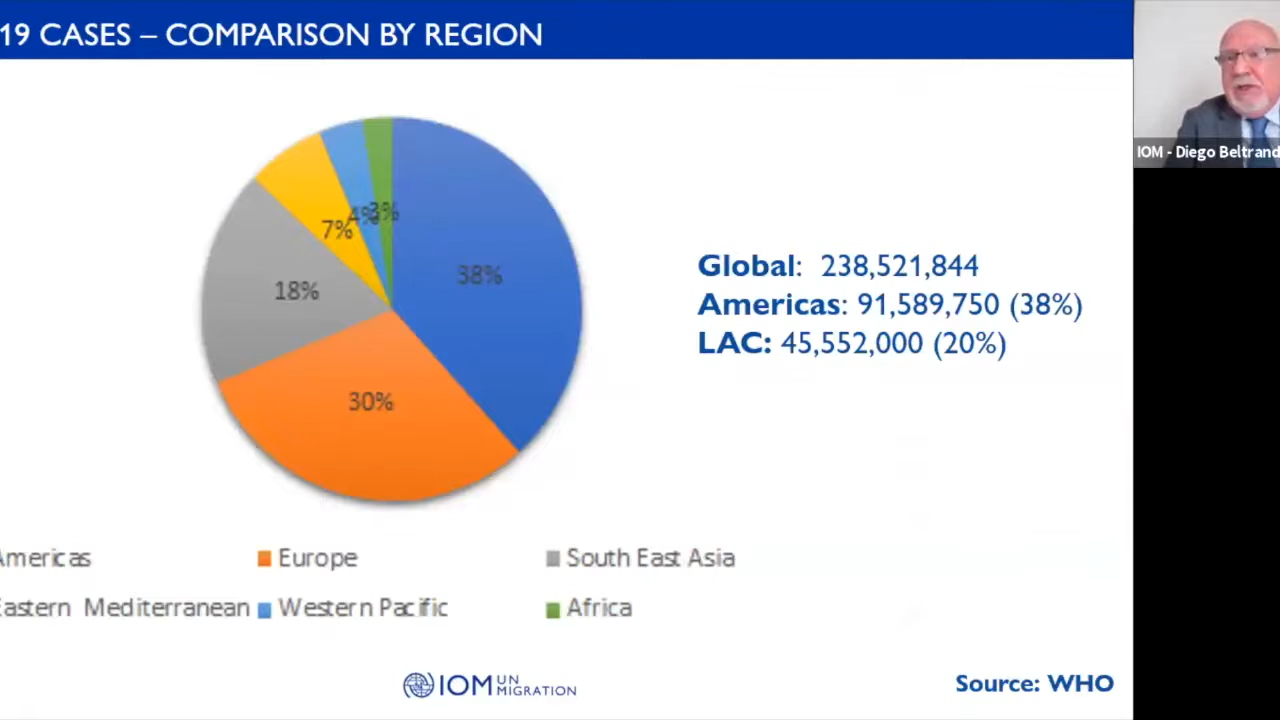 19 CASES – COMPARISON BY REGION
IOM - Diego Beltrand
38%
30%
18%
7%
4%
3%
Global: 238,521,844
Americas: 91,589,750 (38%)
LAC: 45,552,000 (20%)
Americas Europe South East Asia
Eastern Mediterranean Western Pacific Africa
IOM UN MIGRATION
Source: WHO